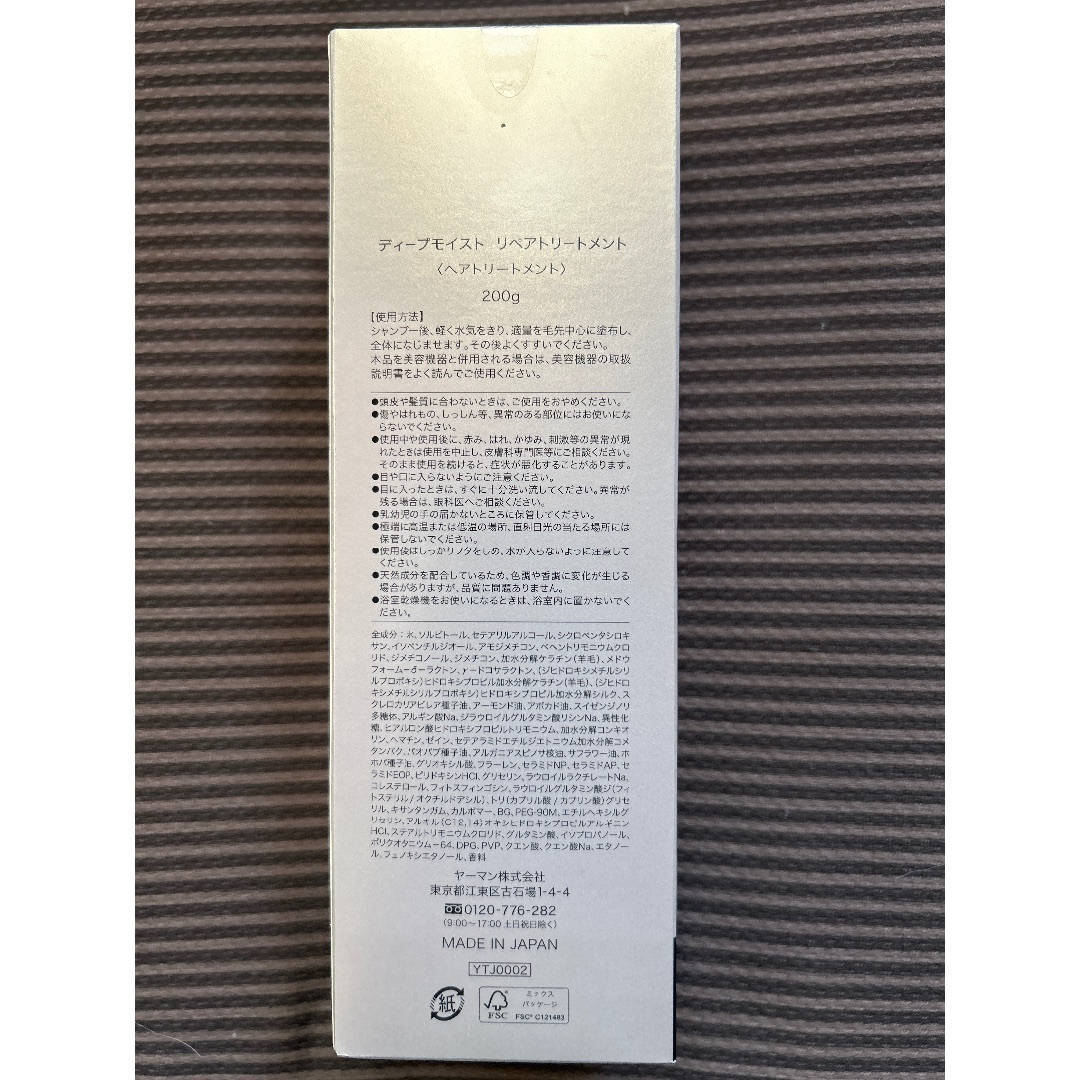 ディープモイスト リペアトリートメント
〈ヘアトリートメント〉
200g
【使用方法】
シャンプー後、軽く水気をきり、適量を毛先中心に塗布し、
全体になじませます。その後よくすすいでください。
本品を美容機器と併用される場合は、美容機器の取扱
説明書をよく読んでご使用ください。
●頭皮や髪質に合わないときは、ご使用をおやめください。
●傷やはれもの、しっしん等、異常のある部位にはお使いにな
らないでください。
●使用中や使用後に、赤み、はれ、かゆみ、刺激等の異常が現
れたときは使用を中止し、皮膚科専門医等にご相談ください。
そのまま使用を続けると、症状が悪化することがあります。
●目や口に入らないようにご注意ください。
●目に入ったときは、すぐに十分洗い流してください。異常が
残る場合は、眼科医へご相談ください。
●乳幼児の手の届かないところに保管してください。
●極端に高温または低温の場所、直射日光の当たる場所には
保管しないでください。
●使用後はしっかりフタをしめ、水が入らないように注意して
ください。
●天然成分を配合しているため、色調や香調に変化が生じる
場合がありますが、品質に問題ありません。
●浴室乾燥機をお使いになるときは、浴室内に置かないでく
ださい。
全成分：水、ソルビトール、セテアリルアルコール、シクロペンタシロキ
サン、イソペンチルジオール、アモジメチコン、ベヘントリモニウムクロ
リド、ジメチコノール、ジメチコン、加水分解ケラチン(羊毛)、メドウ
フォーム-δ-ラクトン、γ-ドコサラクトン、(ジヒドロキシメチルシリ
ルプロポキシ)ヒドロキシプロピル加水分解ケラチン(羊毛)、(ジヒドロ
キシメチルシリルプロポキシ)ヒドロキシプロピル加水分解シルク、ス
クレロカリアビレア種子油、アーモンド油、アボカド油、スイゼンジノリ
多糖体、アルギン酸Na、ジラウロイルグルタミン酸リシンNa、異性化
糖、ヒアルロン酸ヒドロキシプロピルトリモニウム、加水分解コンキオ
リン、ヘマチン、ゼイン、セテアラミドエチルジエトニウム加水分解コメ
タンパク、バオバブ種子油、アルガニアスピノサ核油、サフラワー油、ホ
ホバ種子油、グリオキシル酸、フラーレン、セラミドNP、セラミドAP、セ
ラミドEOP、ピリドキシンHCl、グリセリン、ラウロイルラクチレートNa、
コレステロール、フィトスフィンゴシン、ラウロイルグルタミン酸ジ(フィ
トステリル/オクチルドデシル)、トリ(カプリル酸/カプリン酸)グリセ
リル、キサンタンガム、カルボマー、BG、PEG-90M、エチルヘキシルグ
リセリン、アルキル(C12,14)オキシヒドロキシプロピルアルギニン
HCl、ステアルトリモニウムクロリド、グルタミン酸、イソプロパノール、
ポリクオタニウム-64、DPG、PVP、クエン酸、クエン酸Na、エタノー
ル、フェノキシエタノール、香料
ヤーマン株式会社
東京都江東区古石場1-4-4
0120-776-282
(9:00～17:00 土日祝日除く)
MADE IN JAPAN
YTJ0002
紙
FSC
ミックス
パッケージ
FSC® C121483